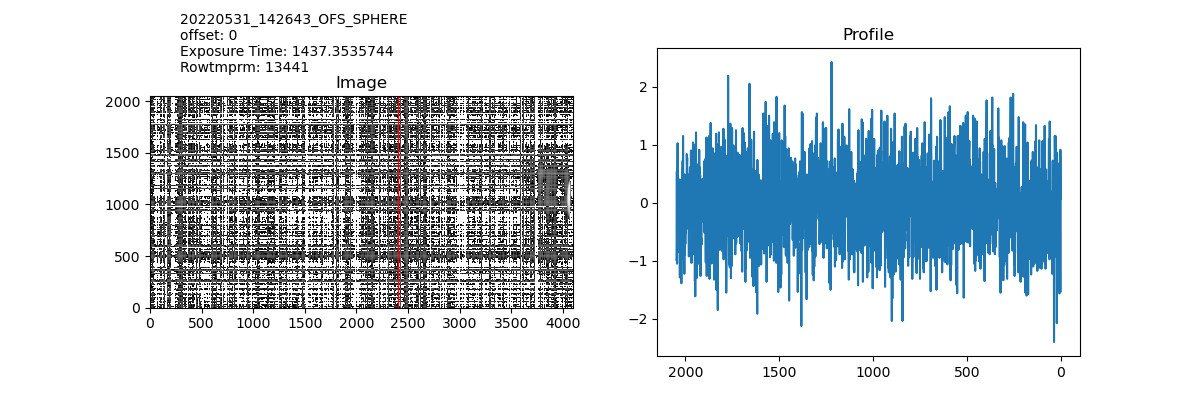 20220531_142643_OFS_SPHERE
offset: 0
Exposure Time: 1437.3535744
Rowtmprm: 13441
Image
2000
1500
1000
500
0
0 500 1000 1500 2000 2500 3000 3500 4000
Profile
2
1
0
−1
−2
2000 1500 1000 500 0